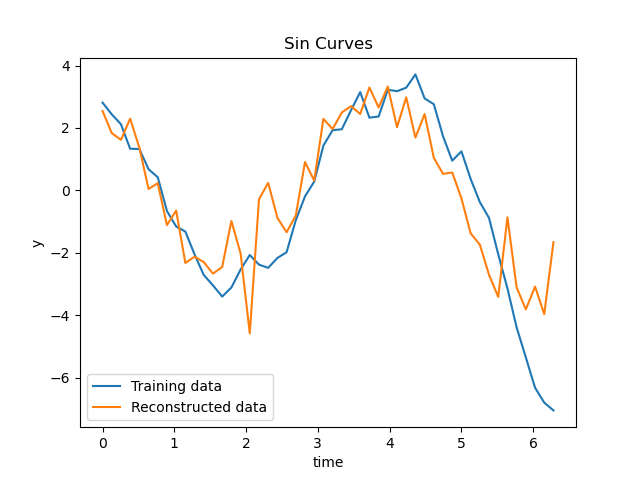 Sin Curves
4
2
0
−2
−4
−6
y
Training data
Reconstructed data
0 1 2 3 4 5 6
time